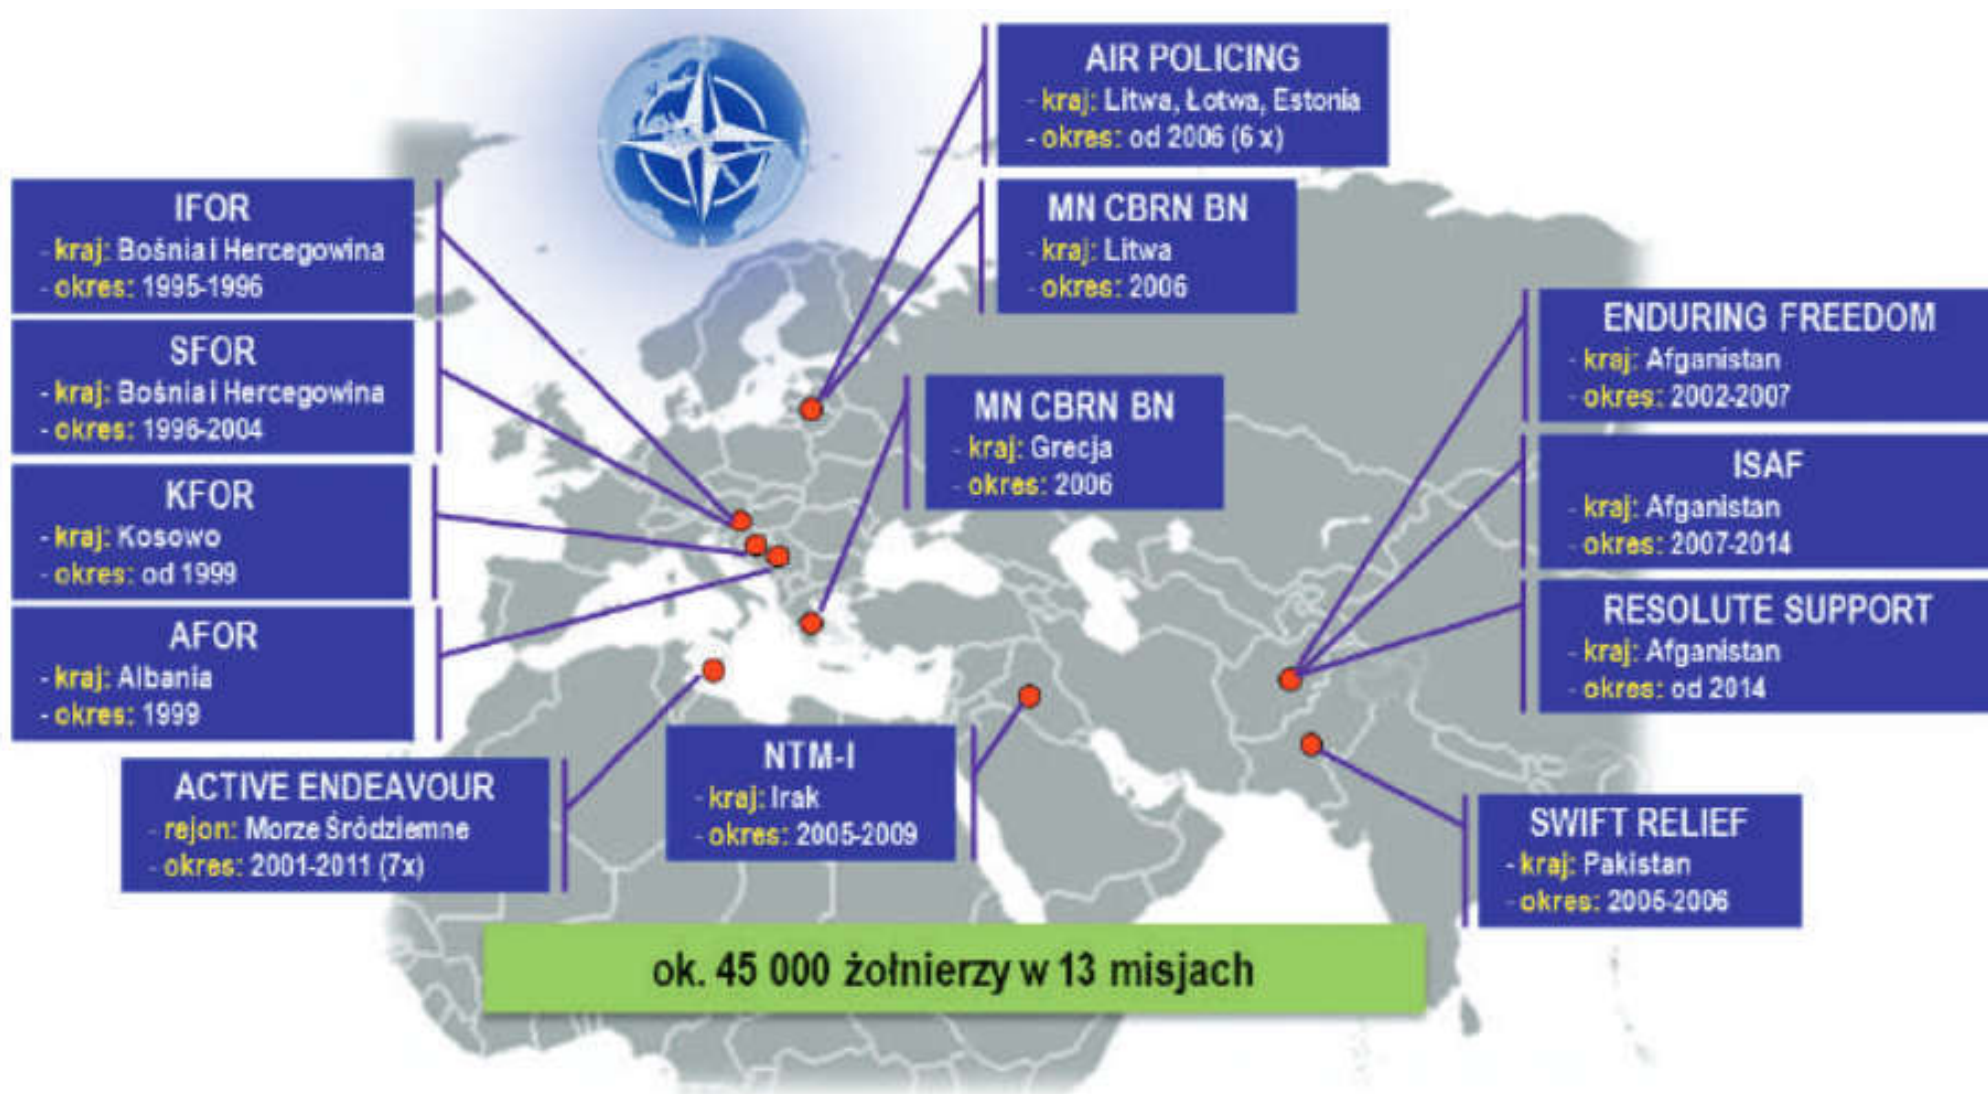 AIR POLICING
- kraj: Litwa, Łotwa, Estonia
- okres: od 2006 (6 x)
MN CBRN BN
- kraj: Litwa
- okres: 2006
IFOR
- kraj: Bośnia i Hercegowina
- okres: 1995-1996
SFOR
- kraj: Bośnia i Hercegowina
- okres: 1996-2004
KFOR
- kraj: Kosowo
- okres: od 1999
AFOR
- kraj: Albania
- okres: 1999
MN CBRN BN
- kraj: Grecja
- okres: 2006
ENDURING FREEDOM
- kraj: Afganistan
- okres: 2002-2007
ISAF
- kraj: Afganistan
- okres: 2007-2014
RESOLUTE SUPPORT
- kraj: Afganistan
- okres: od 2014
ACTIVE ENDEAVOUR
- rejon: Morze Śródziemne
- okres: 2001-2011 (7x)
NTM-I
- kraj: Irak
- okres: 2005-2009
SWIFT RELIEF
- kraj: Pakistan
- okres: 2005-2006
ok. 45 000 żołnierzy w 13 misjach